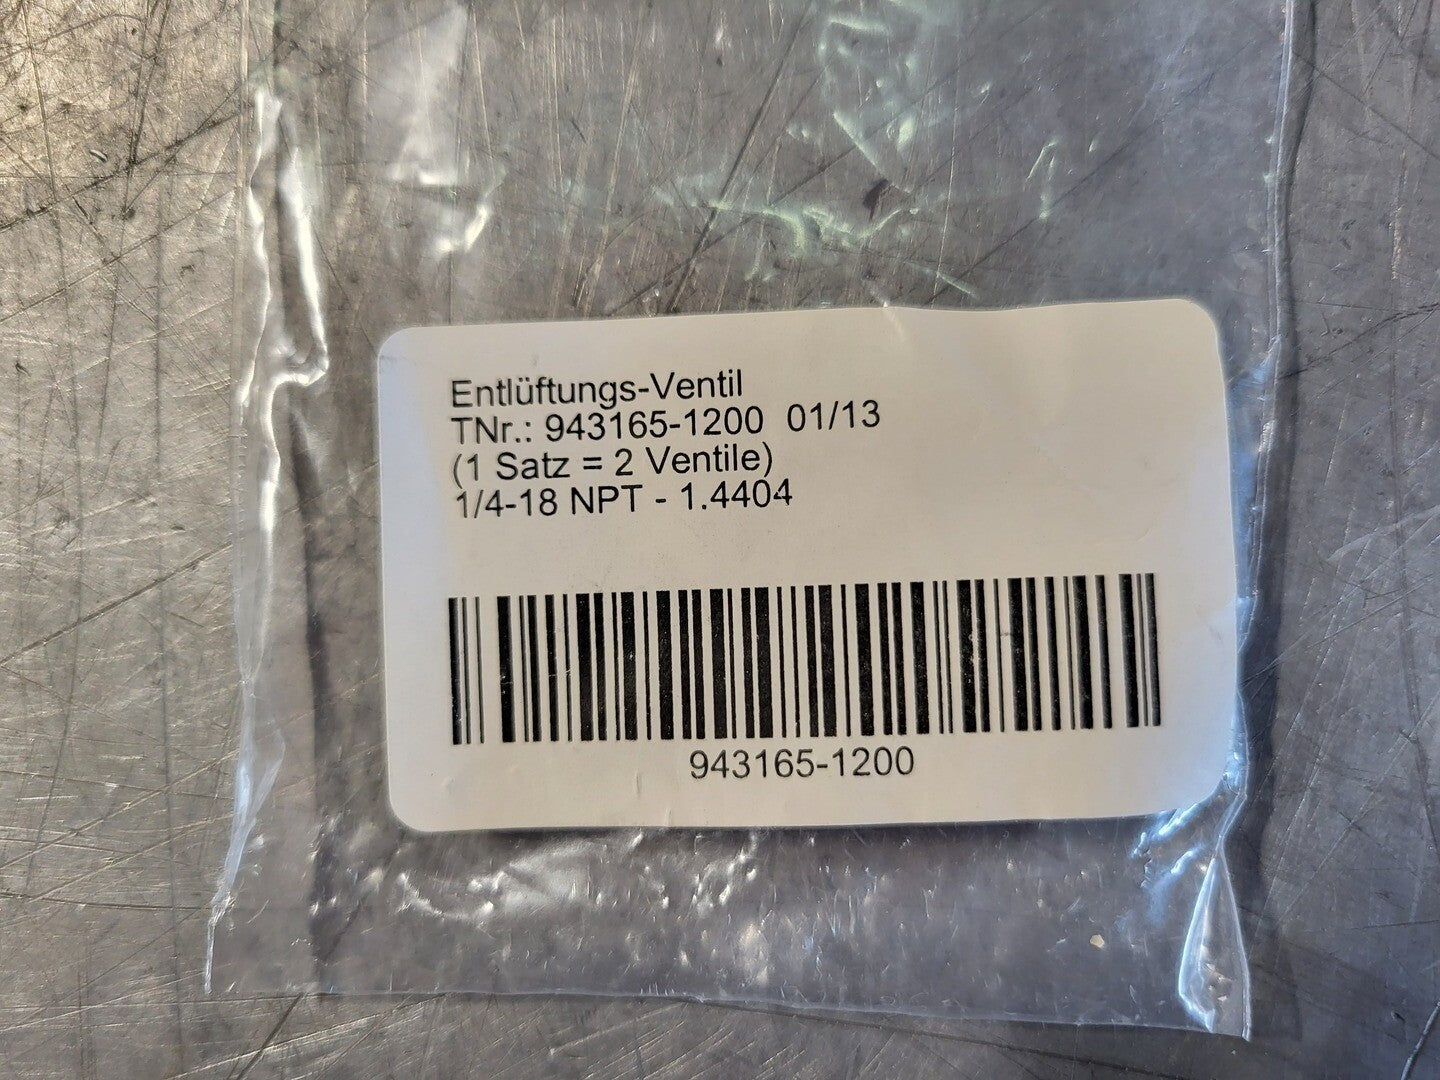 Entlüftungs-Ventil
TNr.: 943165-1200 01/13
(1 Satz = 2 Ventile)
1/4-18 NPT - 1.4404
943165-1200